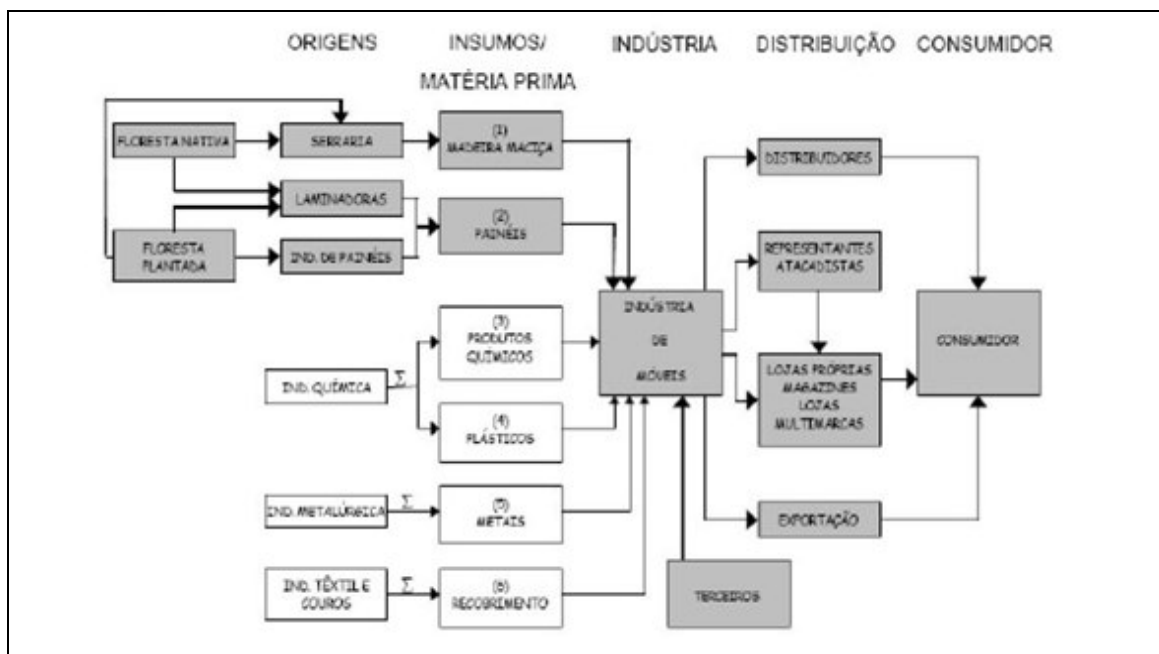 ORIGENS
INSUMOS/
MATÉRIA PRIMA
INDÚSTRIA
DISTRIBUIÇÃO
CONSUMIDOR
FLORESTA NATIVA
SERRARIA
(1)
MADEIRA MACIÇA
LAMINADORAS
FLORESTA
PLANTADA
IND. DE PAINÉIS
(2)
PAINÉIS
IND. QUÍMICA
Σ
(3)
PRODUTOS
QUÍMICOS
(4)
PLÁSTICOS
IND. METALÚRGICA
Σ
(5)
METAIS
IND. TÊXTIL E
COUROS
Σ
(6)
RECOBRIMENTO
INDÚSTRIA
DE
MÓVEIS
TERCEIROS
DISTRIBUIDORES
REPRESENTANTES
ATACADISTAS
LOJAS PRÓPRIAS
MAGAZINES
LOJAS
MULTIMARCAS
EXPORTAÇÃO
CONSUMIDOR